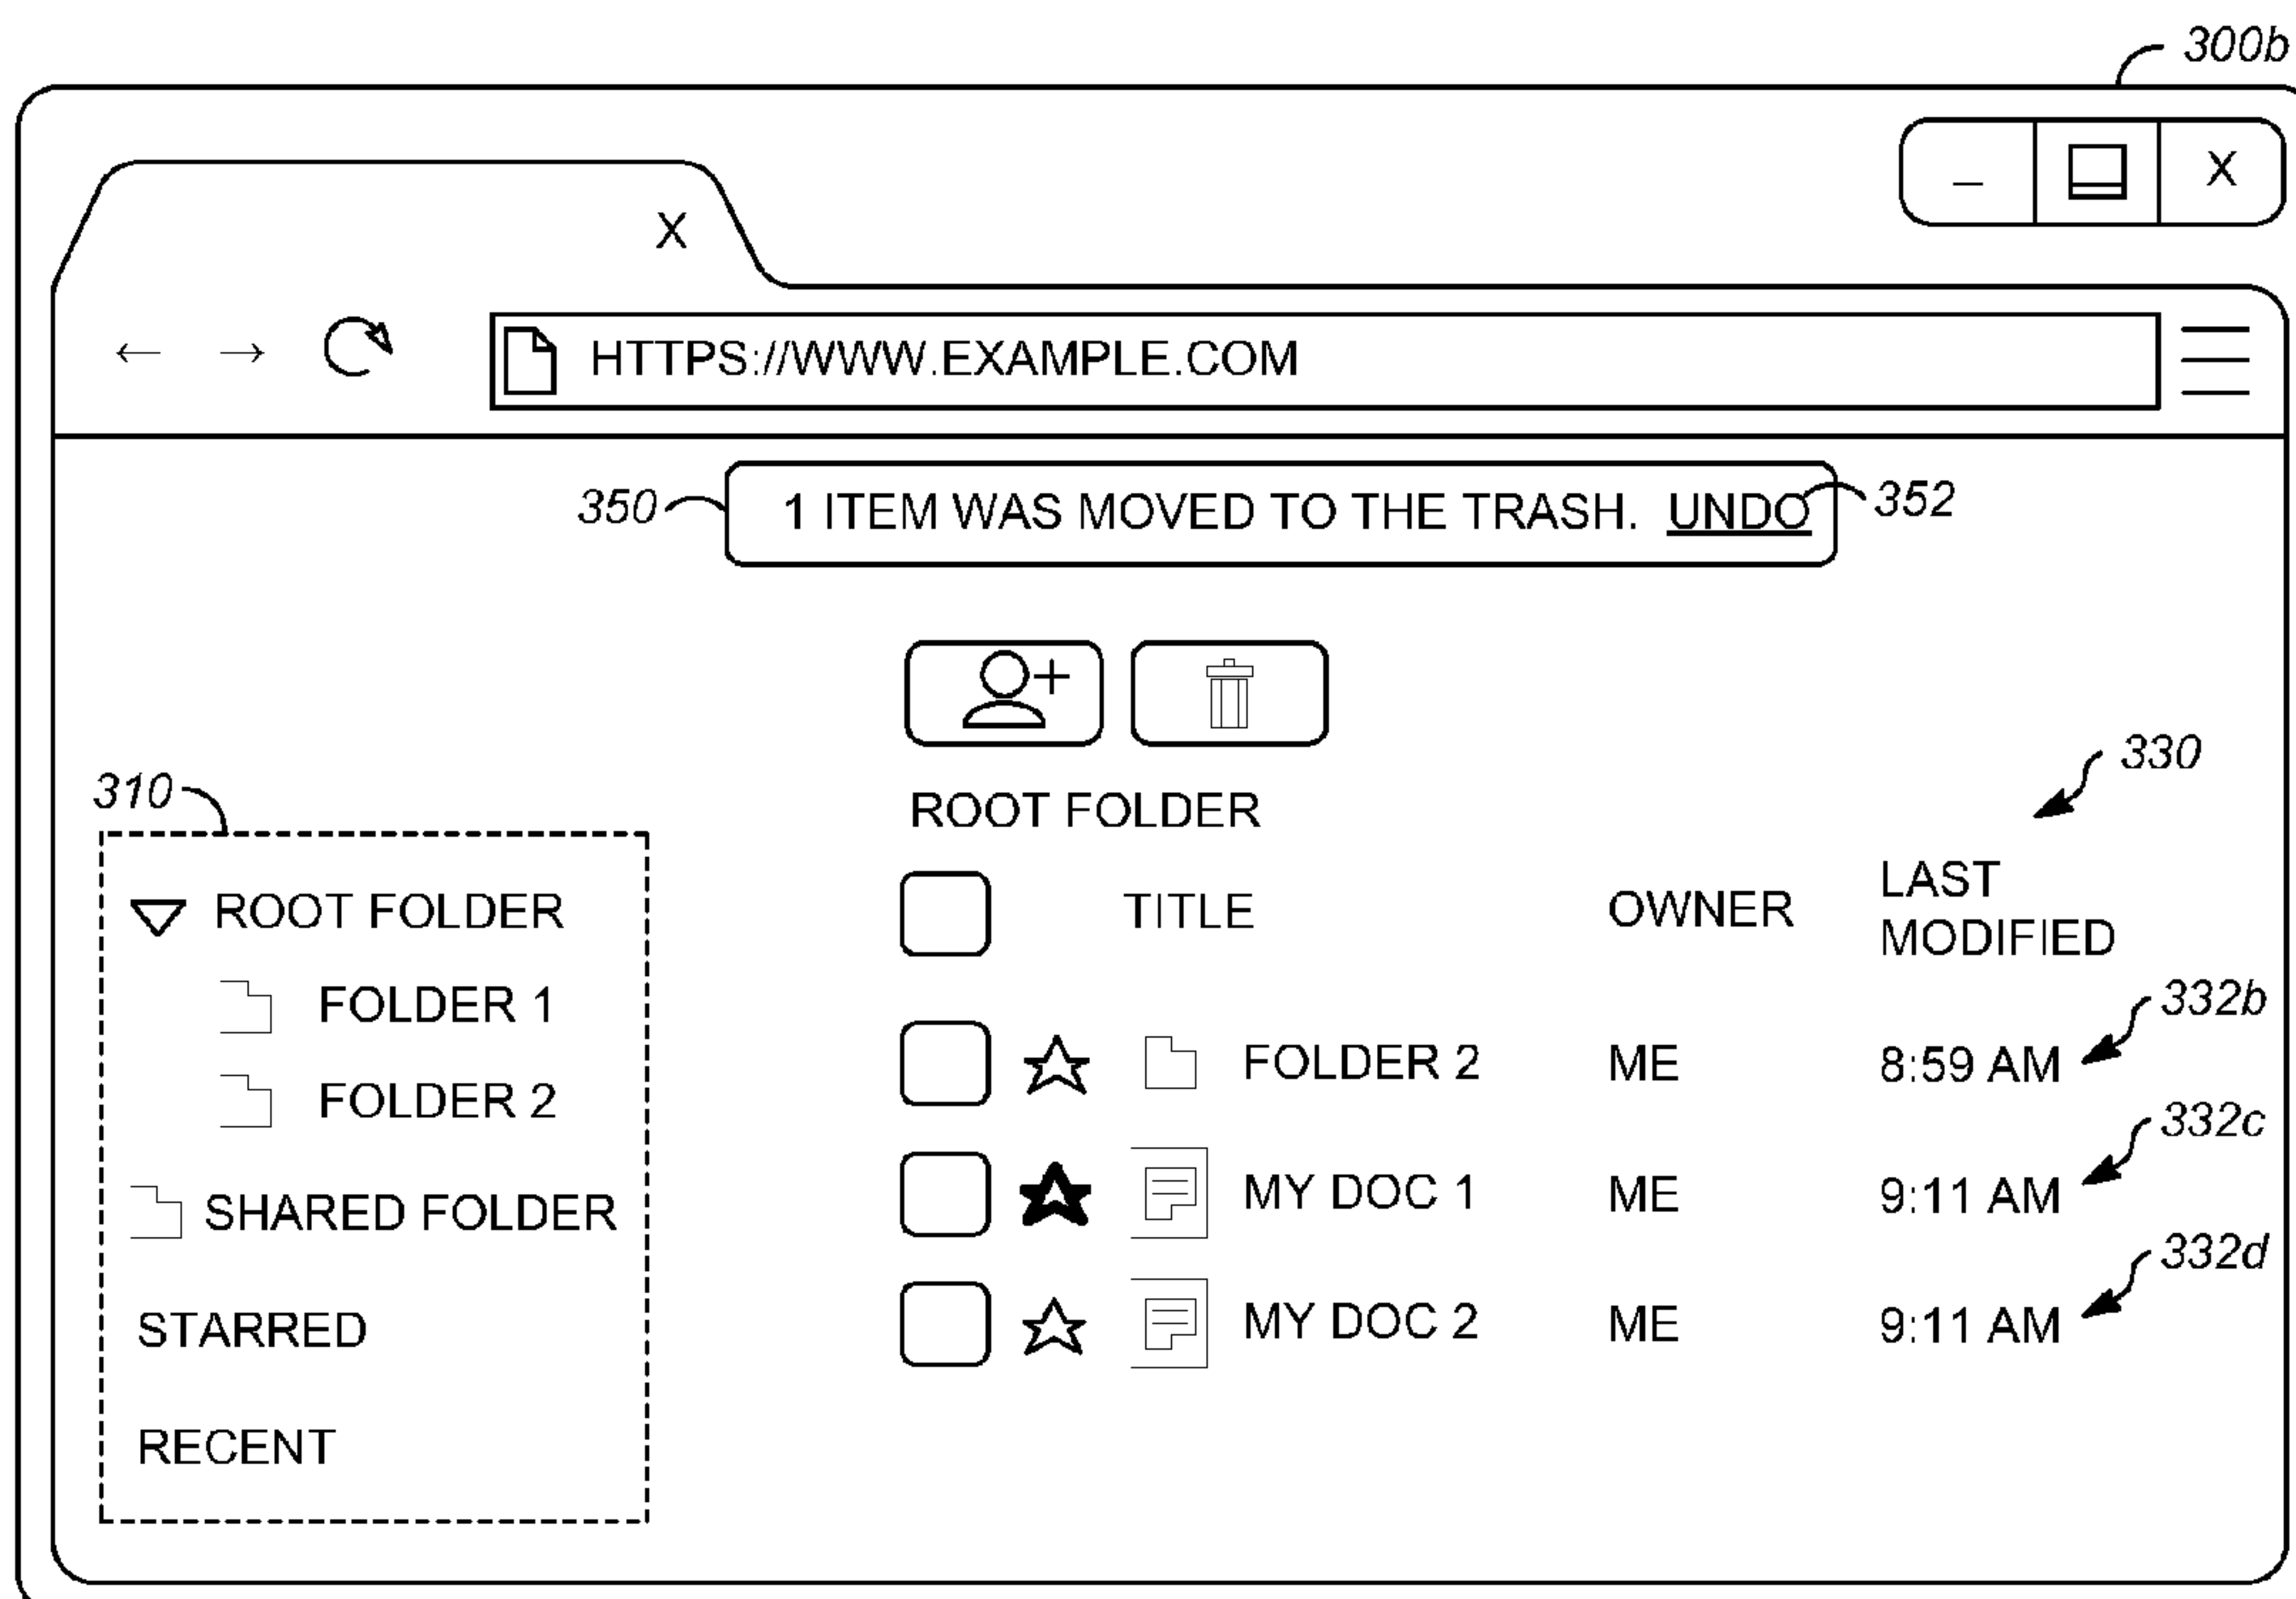 300b
X
X
HTTPS://WWW.EXAMPLE.COM
350
1 ITEM WAS MOVED TO THE TRASH. UNDO
352
330
310
ROOT FOLDER
FOLDER 1
FOLDER 2
SHARED FOLDER
STARRED
RECENT
ROOT FOLDER
TITLE OWNER LAST MODIFIED
332b
FOLDER 2 ME 8:59 AM
332c
MY DOC 1 ME 9:11 AM
332d
MY DOC 2 ME 9:11 AM